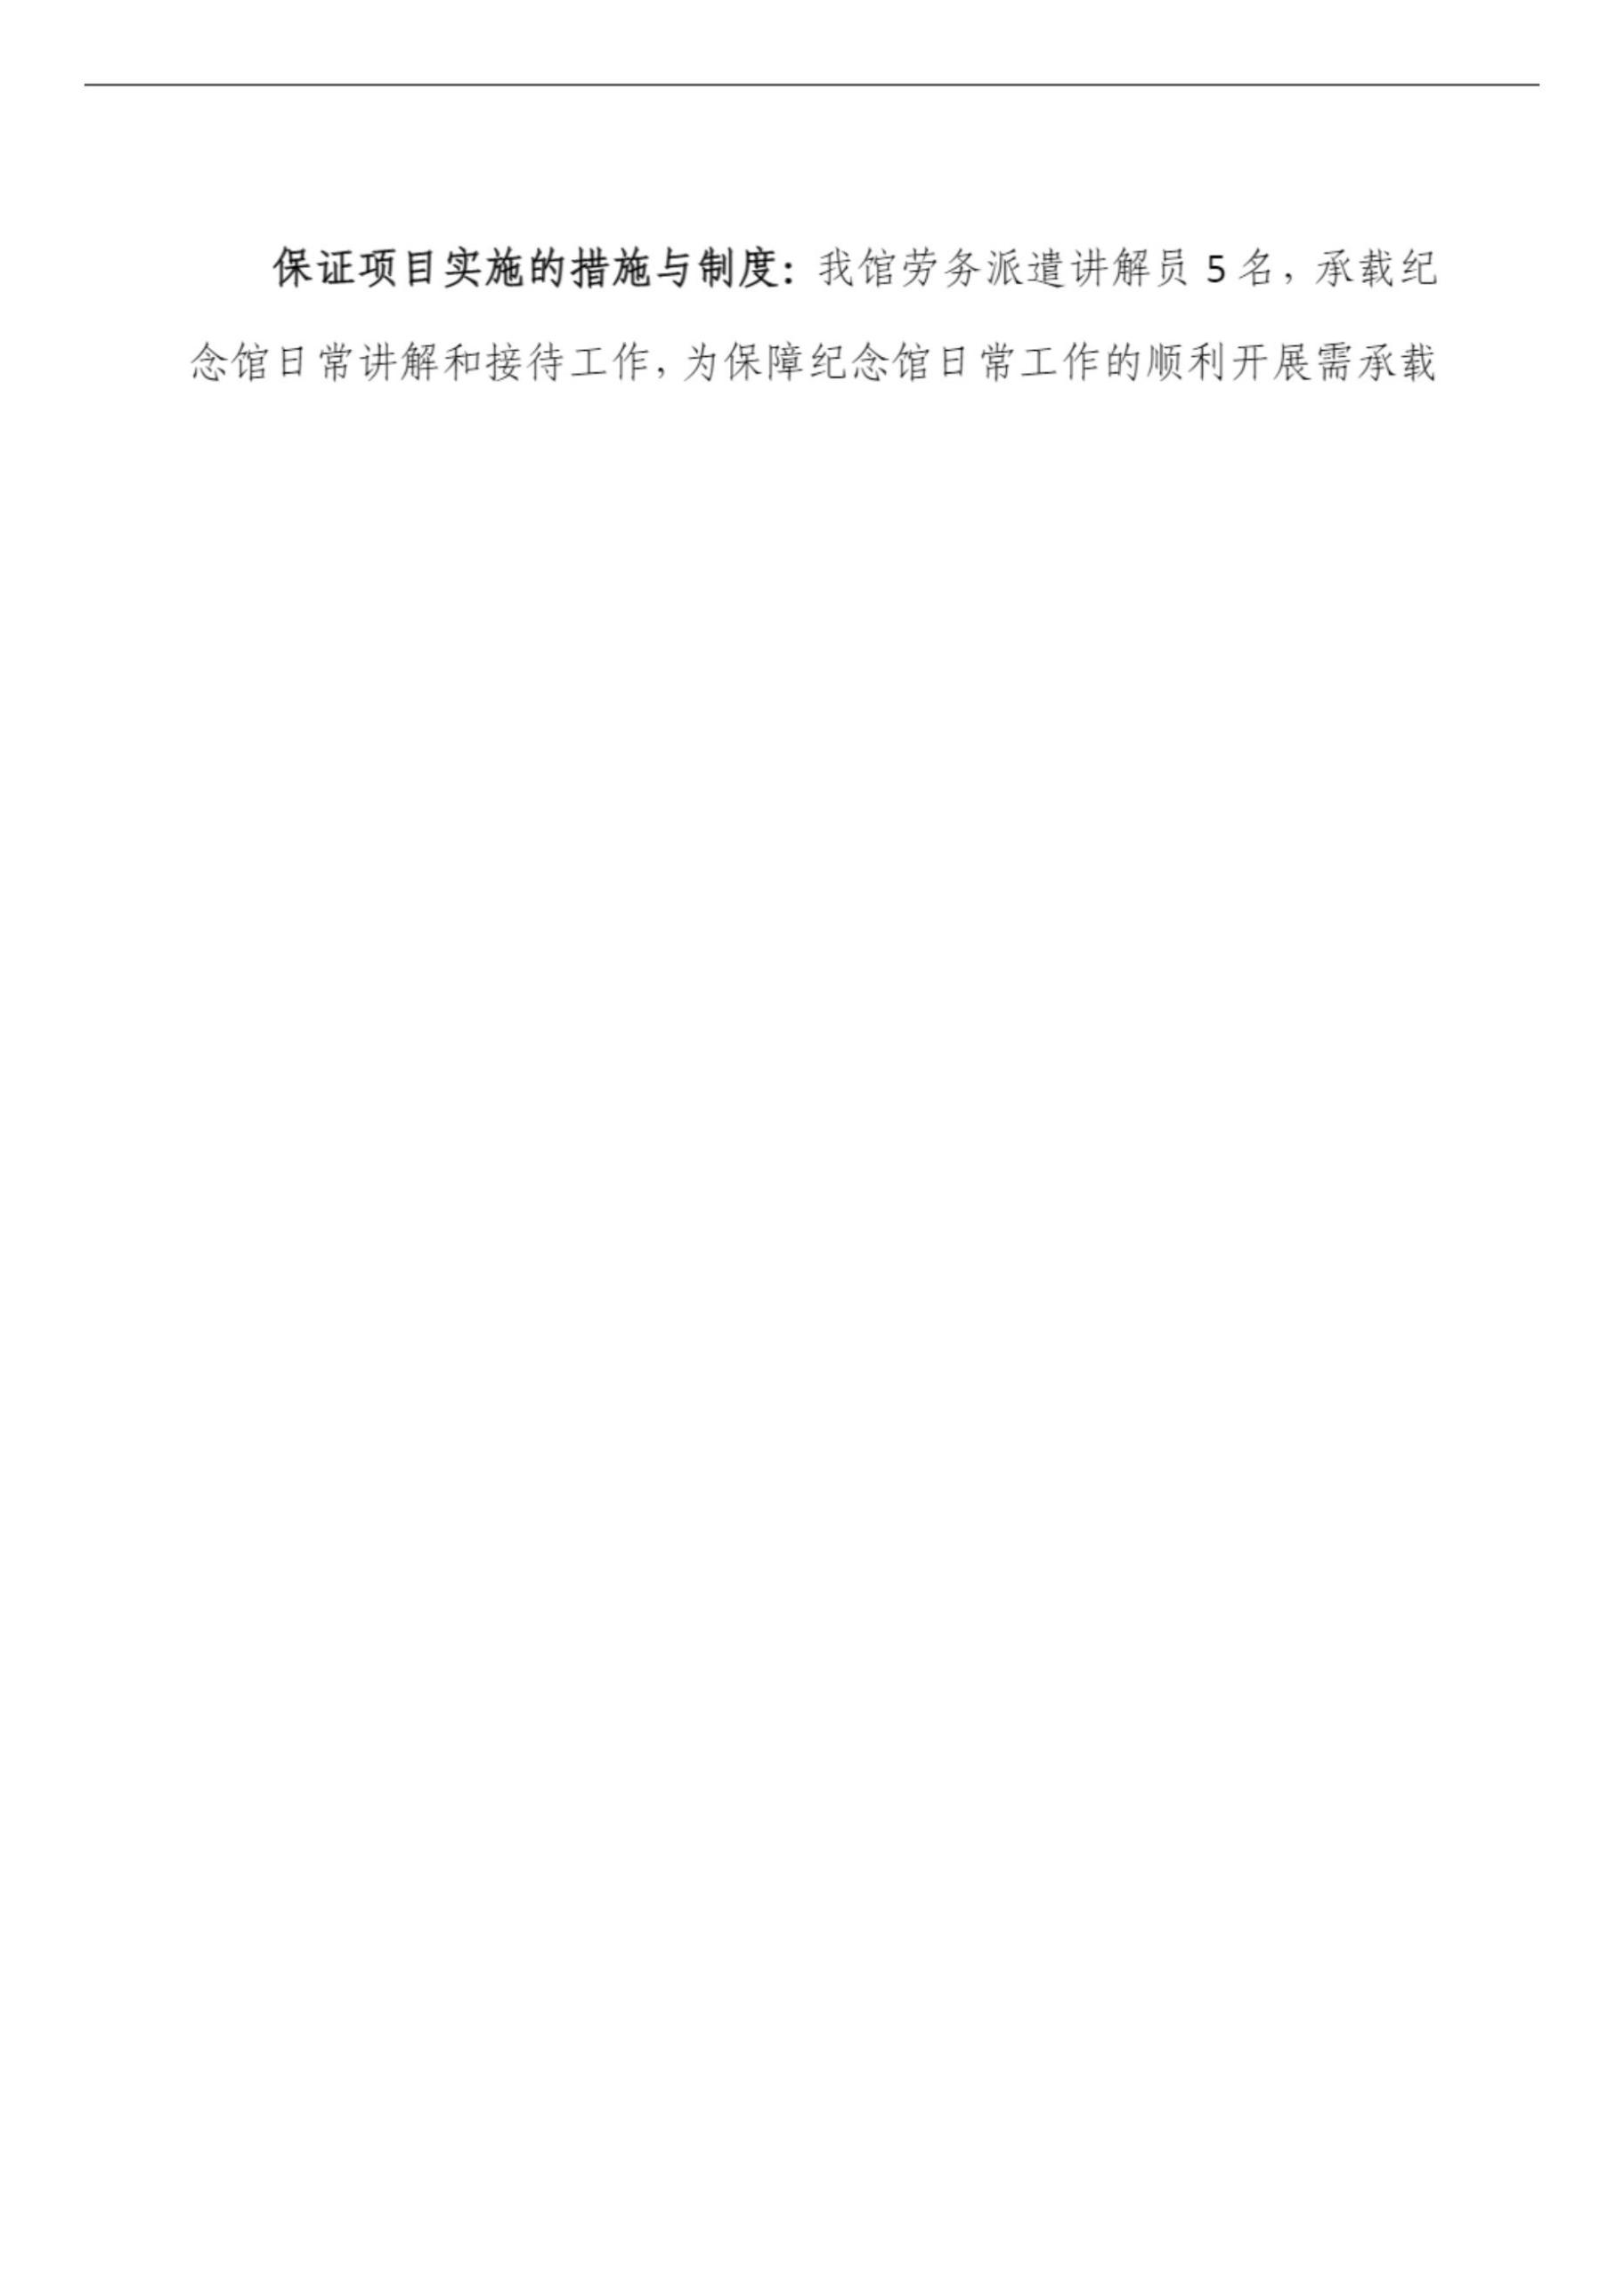 保证项目实施的措施与制度：我馆劳务派遣讲解员 5 名，承载纪
念馆日常讲解和接待工作，为保障纪念馆日常工作的顺利开展需承载